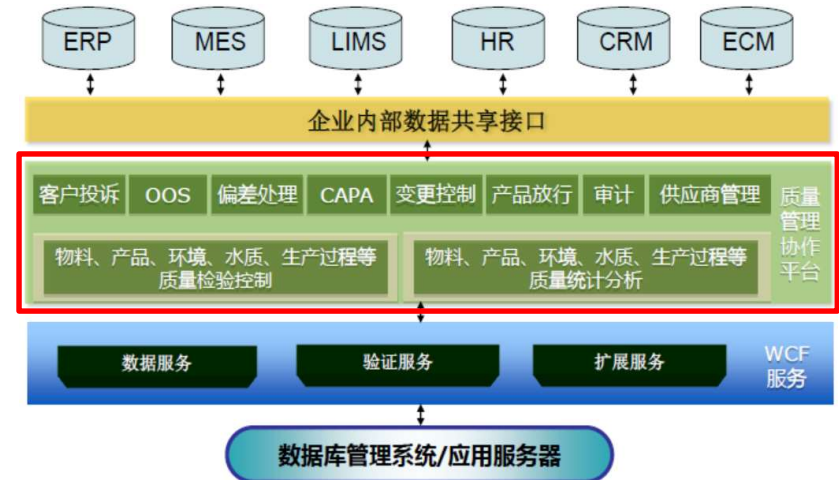 ERP MES LIMS HR CRM ECM
企业内部数据共享接口
客户投诉 OOS 偏差处理 CAPA 变更控制 产品放行 审计 供应商管理
质量
管理
协作
平台
物料、产品、环境、水质、生产过程等
质量检验控制
物料、产品、环境、水质、生产过程等
质量统计分析
数据服务 验证服务 扩展服务
WCF
服务
数据库管理系统/应用服务器